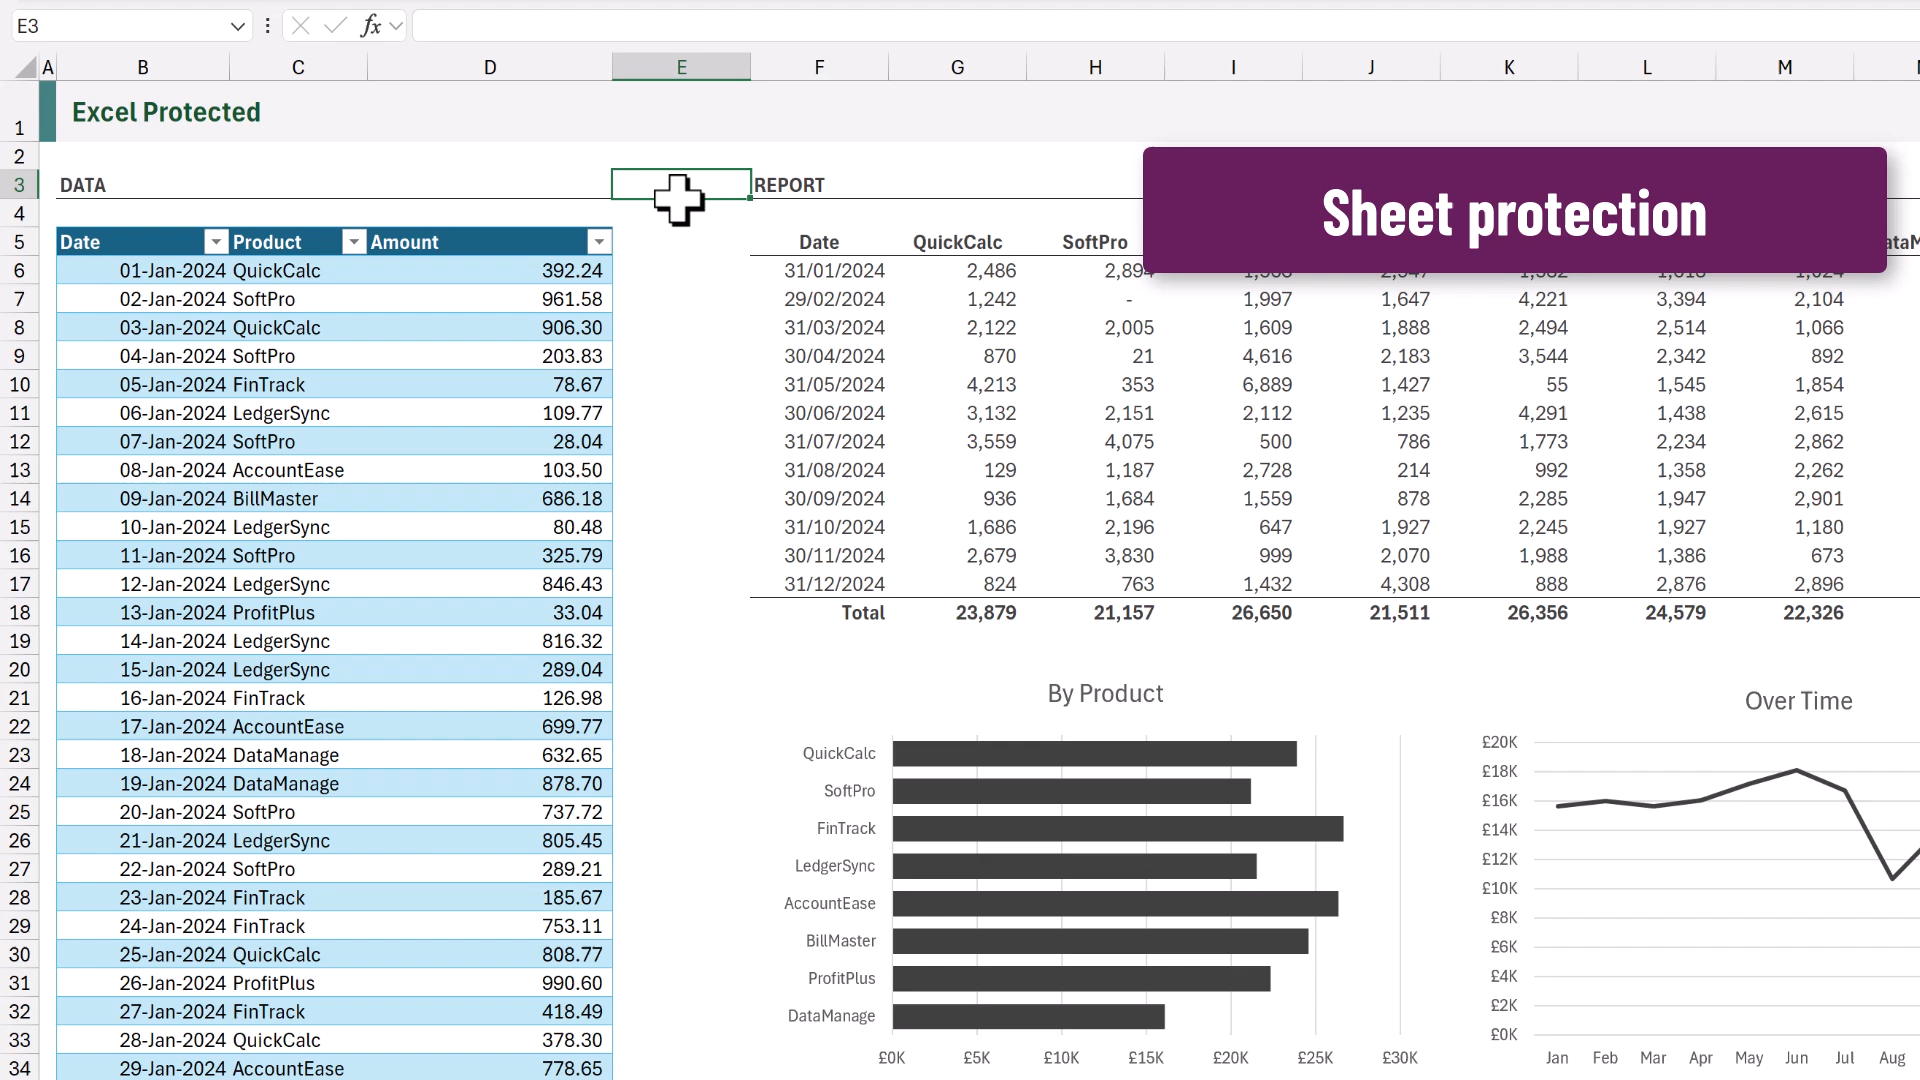 E3
fx
A B C D E F G H I J K L M
1 Excel Protected
2
3 DATA REPORT
Sheet protection
4
5 Date Product Amount Date QuickCalc SoftPro
6 01-Jan-2024 QuickCalc 392.24 31/01/2024 2,486 2,894
7 02-Jan-2024 SoftPro 961.58 29/02/2024 1,242 - 1,997 1,647 4,221 3,394 2,104
8 03-Jan-2024 QuickCalc 906.30 31/03/2024 2,122 2,005 1,609 1,888 2,494 2,514 1,066
9 04-Jan-2024 SoftPro 203.83 30/04/2024 870 21 4,616 2,183 3,544 2,342 892
10 05-Jan-2024 FinTrack 78.67 31/05/2024 4,213 353 6,889 1,427 55 1,545 1,854
11 06-Jan-2024 LedgerSync 109.77 30/06/2024 3,132 2,151 2,112 1,235 4,291 1,438 2,615
12 07-Jan-2024 SoftPro 28.04 31/07/2024 3,559 4,075 500 786 1,773 2,234 2,862
13 08-Jan-2024 AccountEase 103.50 31/08/2024 129 1,187 2,728 214 992 1,358 2,262
14 09-Jan-2024 BillMaster 686.18 30/09/2024 936 1,684 1,559 878 2,285 1,947 2,901
15 10-Jan-2024 LedgerSync 80.48 31/10/2024 1,686 2,196 647 1,927 2,245 1,927 1,180
16 11-Jan-2024 SoftPro 325.79 30/11/2024 2,679 3,830 999 2,070 1,988 1,386 673
17 12-Jan-2024 LedgerSync 846.43 31/12/2024 824 763 1,432 4,308 888 2,876 2,896
18 13-Jan-2024 ProfitPlus 33.04 Total 23,879 21,157 26,650 21,511 26,356 24,579 22,326
19 14-Jan-2024 LedgerSync 816.32
20 15-Jan-2024 LedgerSync 289.04
21 16-Jan-2024 FinTrack 126.98
22 17-Jan-2024 AccountEase 699.77
23 18-Jan-2024 DataManage 632.65
24 19-Jan-2024 DataManage 878.70
25 20-Jan-2024 SoftPro 737.72
26 21-Jan-2024 LedgerSync 805.45
27 22-Jan-2024 SoftPro 289.21
28 23-Jan-2024 FinTrack 185.67
29 24-Jan-2024 FinTrack 753.11
30 25-Jan-2024 QuickCalc 808.77
31 26-Jan-2024 ProfitPlus 990.60
32 27-Jan-2024 FinTrack 418.49
33 28-Jan-2024 QuickCalc 378.30
34 29-Jan-2024 AccountEase 778.65
By Product
QuickCalc
SoftPro
FinTrack
LedgerSync
AccountEase
BillMaster
ProfitPlus
DataManage
£0K £5K £10K £15K £20K £25K £30K
Over Time
£20K
£18K
£16K
£14K
£12K
£10K
£8K
£6K
£4K
£2K
£0K
Jan Feb Mar Apr May Jun Jul Aug